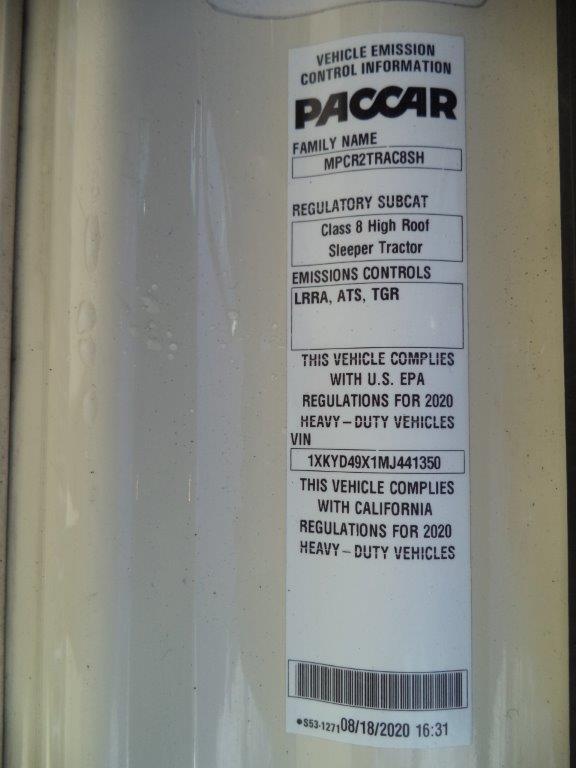 VEHICLE EMISSION
CONTROL INFORMATION
PACCAR
FAMILY NAME
MPCR2TRAC8SH
REGULATORY SUBCAT
Class 8 High Roof
Sleeper Tractor
EMISSIONS CONTROLS
LRRA, ATS, TGR
THIS VEHICLE COMPLIES
WITH U.S. EPA
REGULATIONS FOR 2020
HEAVY-DUTY VEHICLES
VIN
1XKYD49X1MJ441350
THIS VEHICLE COMPLIES
WITH CALIFORNIA
REGULATIONS FOR 2020
HEAVY-DUTY VEHICLES
•S53-1271 08/18/2020 16:31